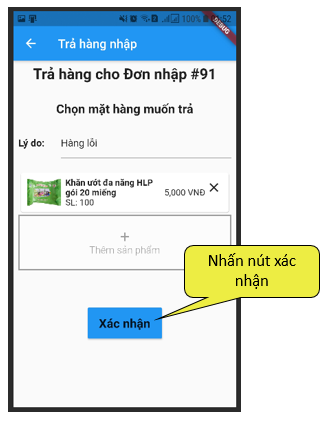 100% 52
DEBUG
Trả hàng nhập
Trả hàng cho Đơn nhập #91
Chọn mặt hàng muốn trả
Lý do: Hàng lỗi
Khăn ướt đa năng HLP
gói 20 miếng
5,000 VNĐ
SL: 100
Thêm sản phẩm
Nhấn nút xác
nhận
Xác nhận